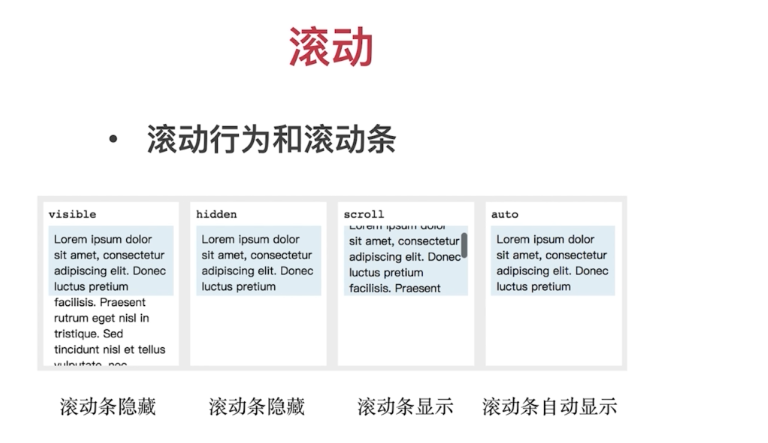 滚动
• 滚动行为和滚动条
visible
Lorem ipsum dolor
sit amet, consectetur
adipiscing elit. Donec
luctus pretium
facilisis. Praesent
rutrum eget nisl in
tristique. Sed
tincidunt nisl et tellus
vulputate, nec
hidden
Lorem ipsum dolor
sit amet, consectetur
adipiscing elit. Donec
luctus pretium
scroll
Lorem ipsum dolor
sit amet, consectetur
adipiscing elit. Donec
luctus pretium
facilisis. Praesent
auto
Lorem ipsum dolor
sit amet, consectetur
adipiscing elit. Donec
luctus pretium
滚动条隐藏
滚动条隐藏
滚动条显示
滚动条自动显示